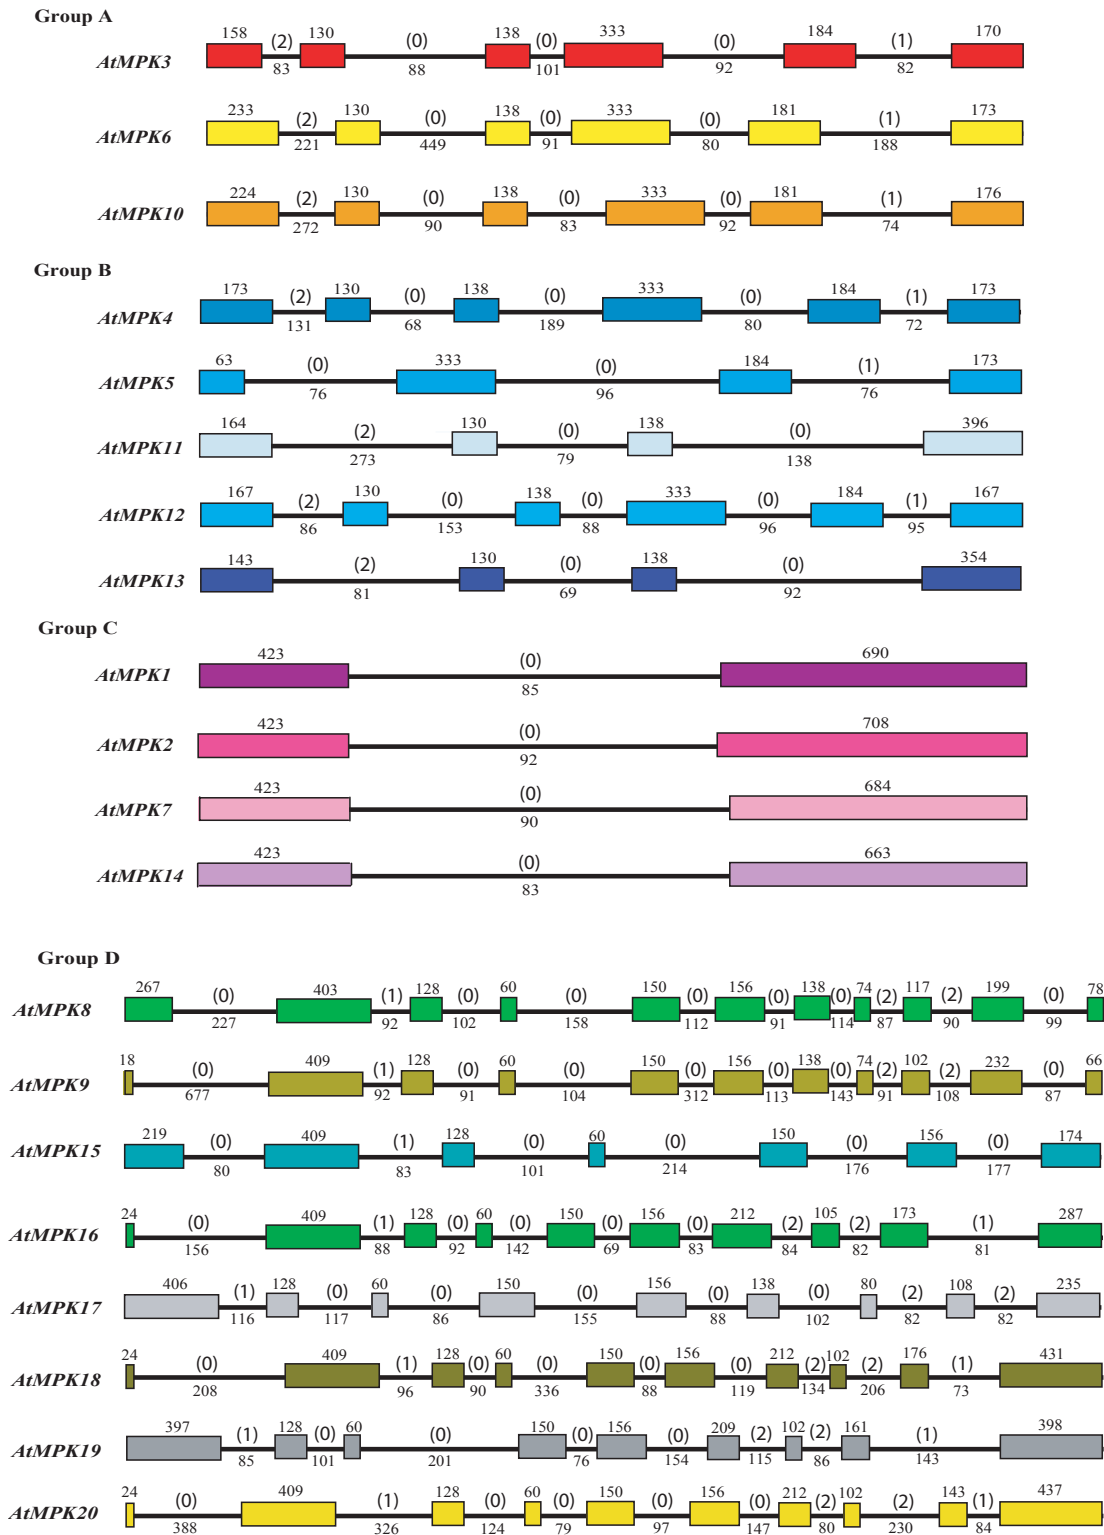 Group A
158 (2) 130 (0) 138 (0) 333 (0) 184 (1) 170
AtMPK3
83 88 101 92 82
233 (2) 130 (0) 138 (0) 333 (0) 181 (1) 173
AtMPK6
221 449 91 80 188
224 (2) 130 (0) 138 (0) 333 (0) 181 (1) 176
AtMPK10
272 90 83 92 74
Group B
173 (2) 130 (0) 138 (0) 333 (0) 184 (1) 173
AtMPK4
131 68 189 80 72
63 (0) 333 (0) 184 (1) 173
AtMPK5
76 96 76
164 (2) 130 (0) 138 (0) 396
AtMPK11
273 79 138
167 (2) 130 (0) 138 (0) 333 (0) 184 (1) 167
AtMPK12
86 153 88 96 95
143 (2) 130 (0) 138 (0) 354
AtMPK13
81 69 92
Group C
423 (0) 690
AtMPK1
85
423 (0) 708
AtMPK2
92
423 (0) 684
AtMPK7
90
423 (0) 663
AtMPK14
83
Group D
267 (0) 403 (1) 128 (0) 60 (0) 150 (0) 156 (0) 138 (0) 74 (2) 117 (2) 199 (0) 78
AtMPK8
227 92 102 158 112 91 114 87 90 99
18 (0) 409 (1) 128 (0) 60 (0) 150 (0) 156 (0) 138 (0) 74 (2) 102 (2) 232 (0) 66
AtMPK9
677 92 91 104 312 113 143 91 108 87
219 (0) 409 (1) 128 (0) 60 (0) 150 (0) 156 (0) 174
AtMPK15
80 83 101 214 176 177
24 (0) 409 (1) 128 (0) 60 (0) 150 (0) 156 (0) 212 (2) 105 (2) 173 (1) 287
AtMPK16
156 88 92 142 69 83 84 82 81
406 (1) 128 (0) 60 (0) 150 (0) 156 (0) 138 (0) 80 (2) 108 (2) 235
AtMPK17
116 117 86 155 88 102 82 82
24 (0) 409 (1) 128 (0) 60 (0) 150 (0) 156 (0) 212 (2) 102 (2) 176 (1) 431
AtMPK18
208 96 90 336 88 119 134 206 73
397 (1) 128 (0) 60 (0) 150 (0) 156 (0) 209 (2) 102 (2) 161 (1) 398
AtMPK19
85 101 201 76 154 115 86 143
24 (0) 409 (1) 128 (0) 60 (0) 150 (0) 156 (0) 212 (2) 102 (2) 143 (1) 437
AtMPK20
388 326 124 79 97 147 80 230 84